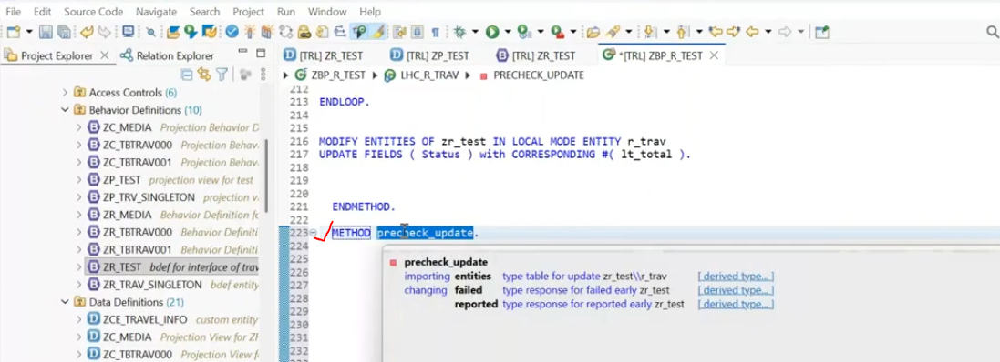 File Edit Source Code Navigate Search Project Run Window Help
Project Explorer Relation Explorer
[TRL] ZR_TEST [TRL] ZP_TEST [TRL] ZR_TEST *[TRL] ZBP_R_TEST
ZBP_R_TEST LHC_R_TRAV PRECHECK_UPDATE
Access Controls (6)
Behavior Definitions (10)
ZC_MEDIA Projection Behavior D
ZC_TBTRAV000 Projection Behav
ZC_TBTRAV001 Projection Behav
ZP_TEST projection view for test
ZP_TRV_SINGLETON projection v
ZR_MEDIA Behavior Definition fo
ZR_TBTRAV000 Behavior Definition
ZR_TBTRAV001 Behavior Definition
ZR_TEST bdef for interface of trav
ZR_TRAV_SINGLETON bdef entity
Data Definitions (21)
ZCE_TRAVEL_INFO custom entity
ZC_MEDIA Projection View for ZR
ZC_TBTRAV000 Projection View f
212
213 ENDLOOP.
214
215
216 MODIFY ENTITIES OF zr_test IN LOCAL MODE ENTITY r_trav
217 UPDATE FIELDS ( Status ) with CORRESPONDING #( lt_total ).
218
219
220
221 ENDMETHOD.
222
223 METHOD precheck_update.
224
225
226
227
228
229
230
231
232
precheck_update
importing entities type table for update zr_test\\r_trav [ derived type... ]
changing failed type response for failed early zr_test [ derived type... ]
reported type response for reported early zr_test [ derived type... ]